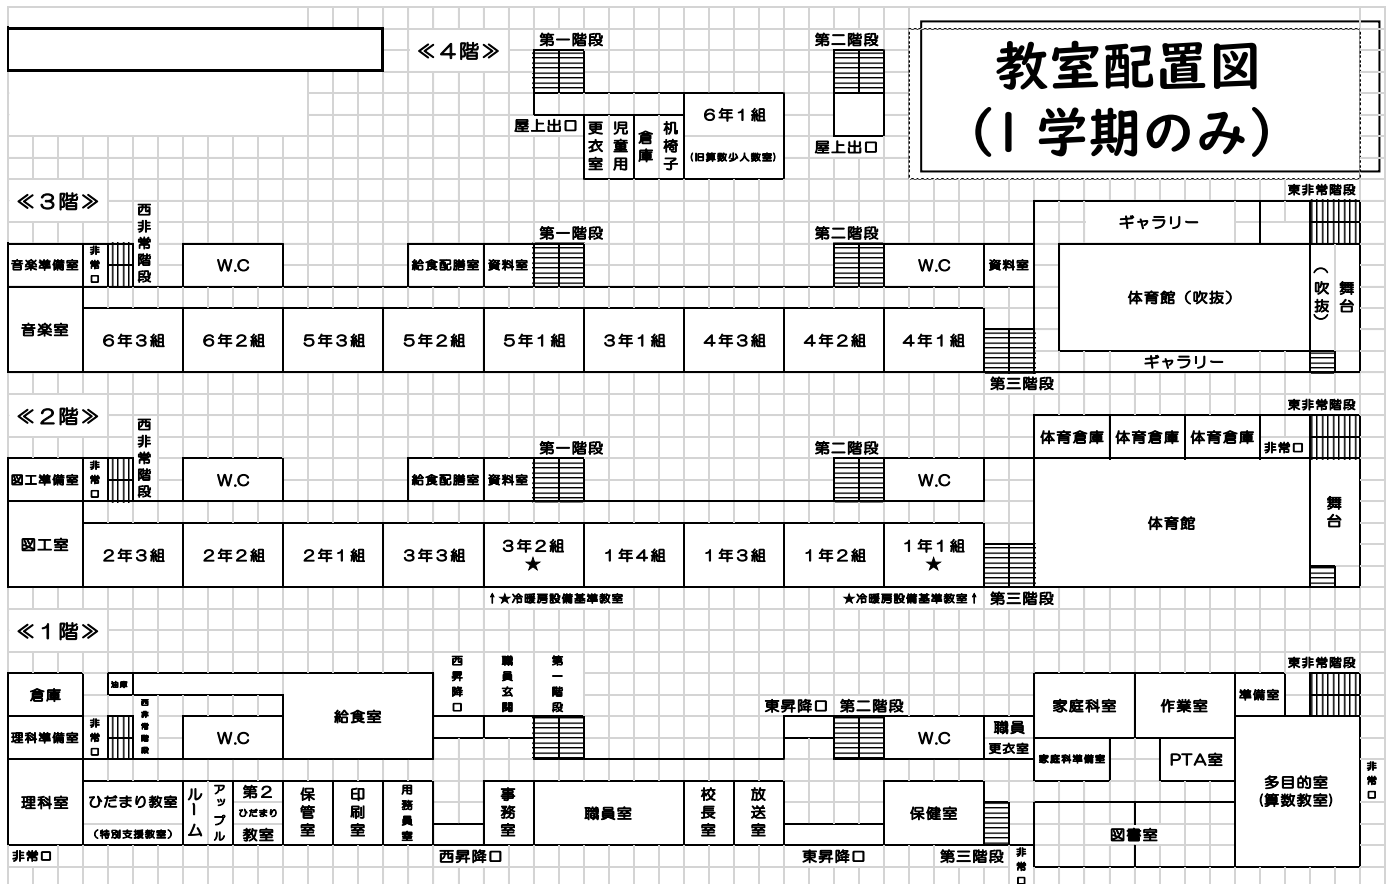 教室配置図
(1学期のみ)
≪4階≫
第一階段
第二階段
屋上出口
更衣室
児童用
倉庫
机椅子
6年1組
(旧算数少人数室)
屋上出口
≪3階≫
西非常階段
第一階段
第二階段
東非常階段
ギャラリー
音楽準備室
非常口
W.C
給食配膳室
資料室
W.C
資料室
体育館(吹抜)
(吹抜)
舞台
音楽室
6年3組
6年2組
5年3組
5年2組
5年1組
3年1組
4年3組
4年2組
4年1組
ギャラリー
第三階段
≪2階≫
西非常階段
第一階段
第二階段
東非常階段
体育倉庫
体育倉庫
体育倉庫
非常口
図工準備室
非常口
W.C
給食配膳室
資料室
W.C
体育館
舞台
図工室
2年3組
2年2組
2年1組
3年3組
3年2組
★
1年4組
1年3組
1年2組
1年1組
★
↑★冷暖房設備基準教室
★冷暖房設備基準教室↑
第三階段
≪1階≫
西昇降口
職員玄関
第一階段
東昇降口
第二階段
東非常階段
倉庫
油庫
西非常階段
給食室
家庭科室
作業室
準備室
理科準備室
非常口
W.C
W.C
職員
更衣室
家庭科準備室
PTA室
多目的室
(算数教室)
非常口
理科室
ひだまり教室
(特別支援教室)
アップル
ルーム
第2
ひだまり
教室
保管室
印刷室
用務員室
事務室
職員室
校長室
放送室
保健室
図書室
非常口
西昇降口
東昇降口
第三階段
非常口